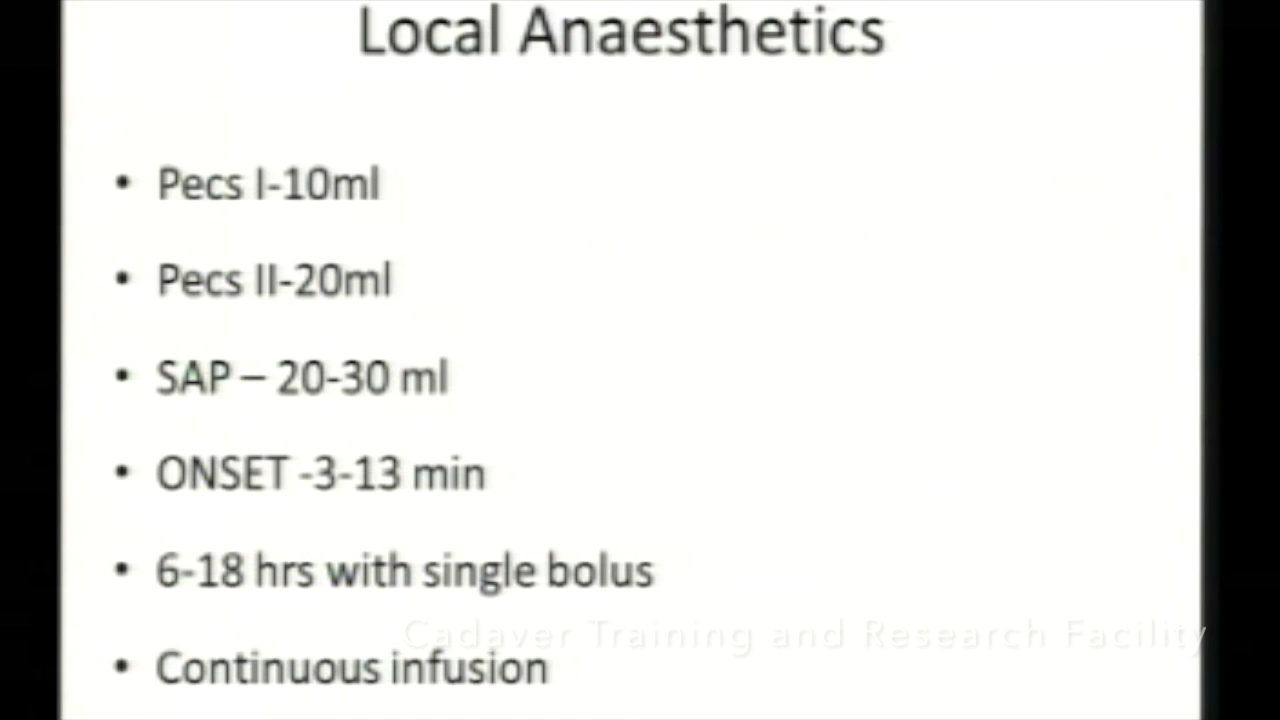 Local Anaesthetics
• Pecs I-10ml
• Pecs II-20ml
• SAP – 20-30 ml
• ONSET -3-13 min
• 6-18 hrs with single bolus
Cadaver Training and Research Facility
• Continuous infusion